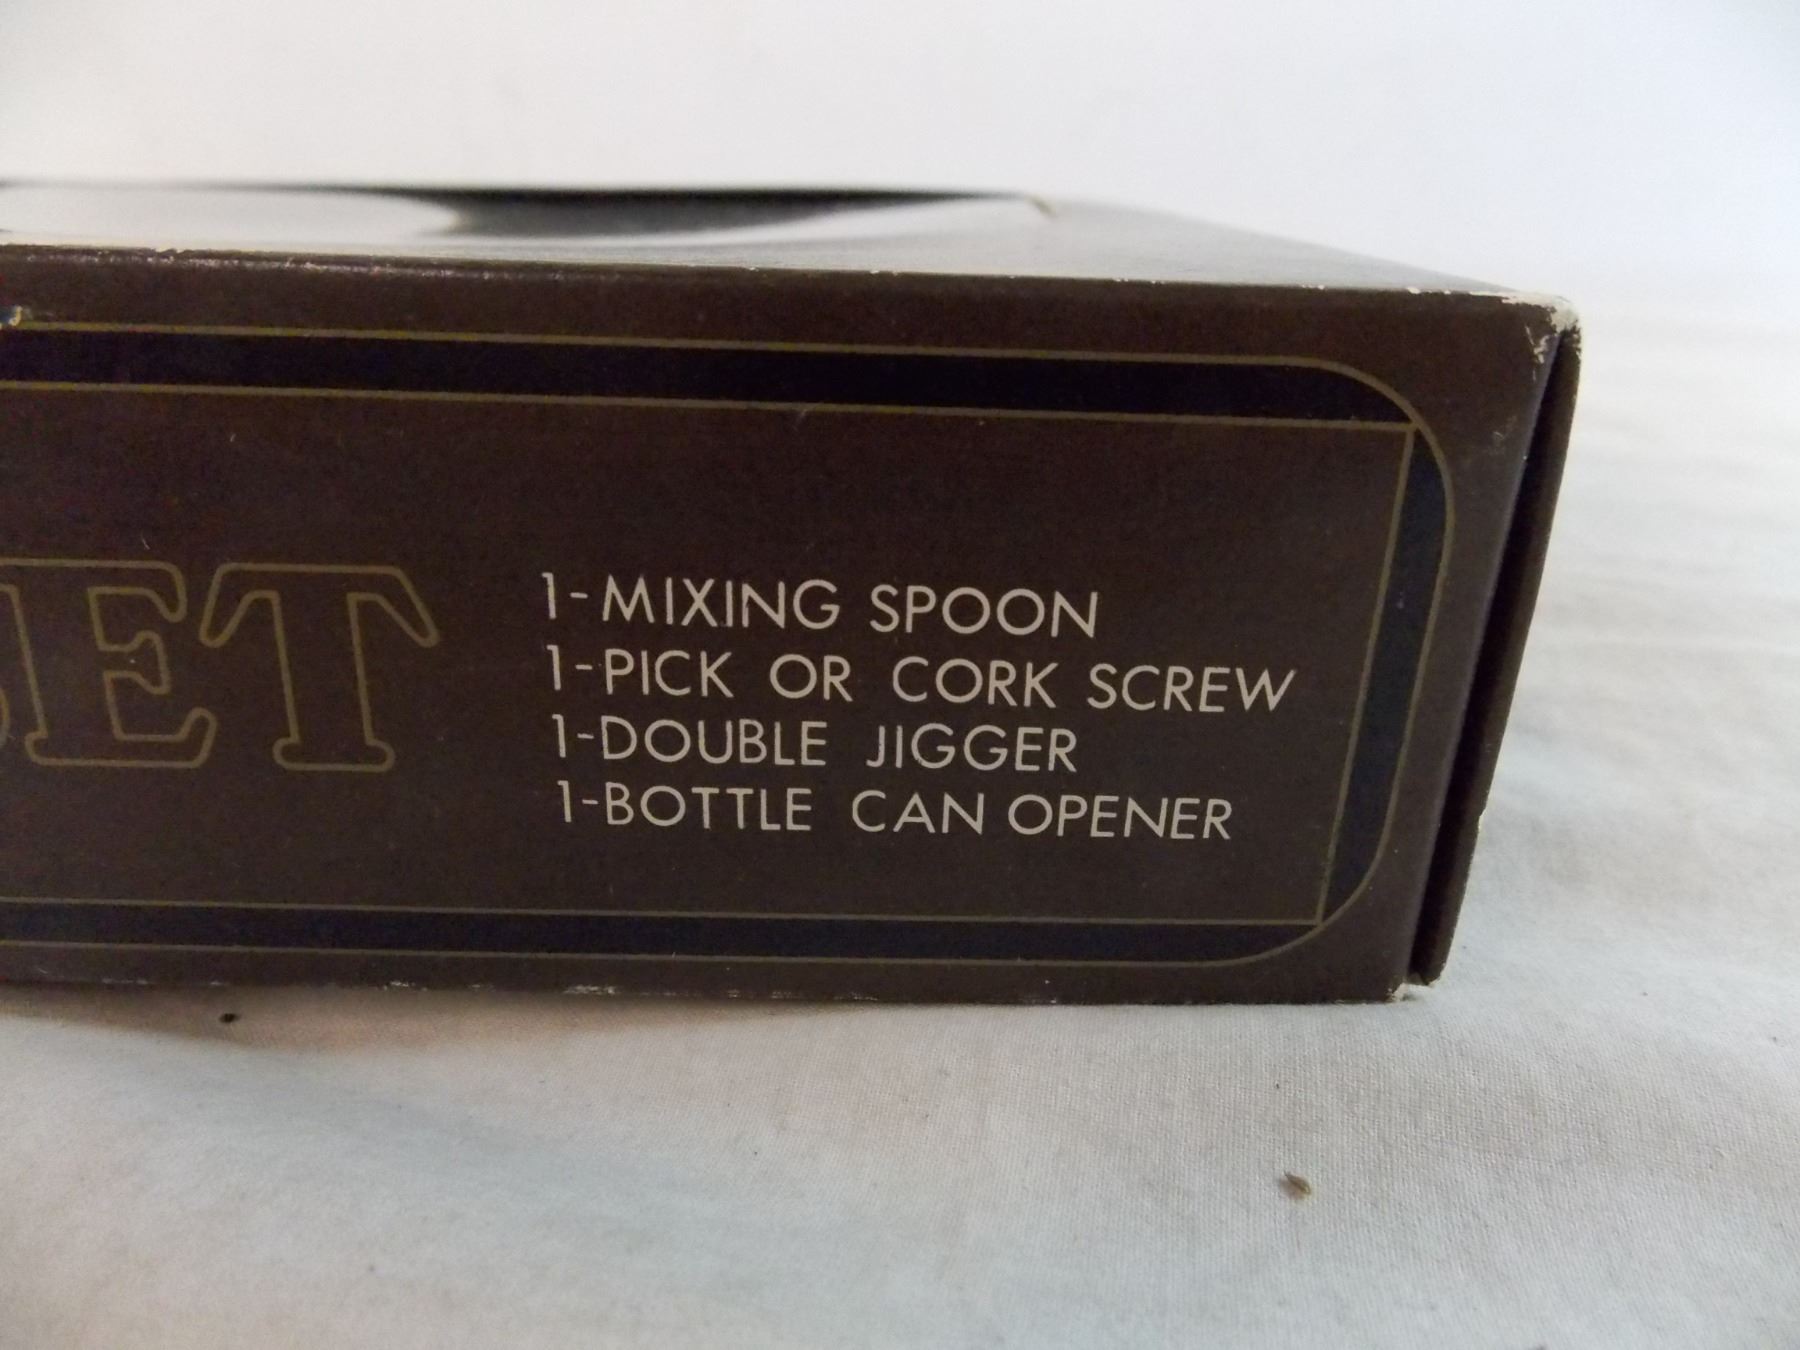 SET
1-MIXING SPOON
1-PICK OR CORK SCREW
1-DOUBLE JIGGER
1-BOTTLE CAN OPENER